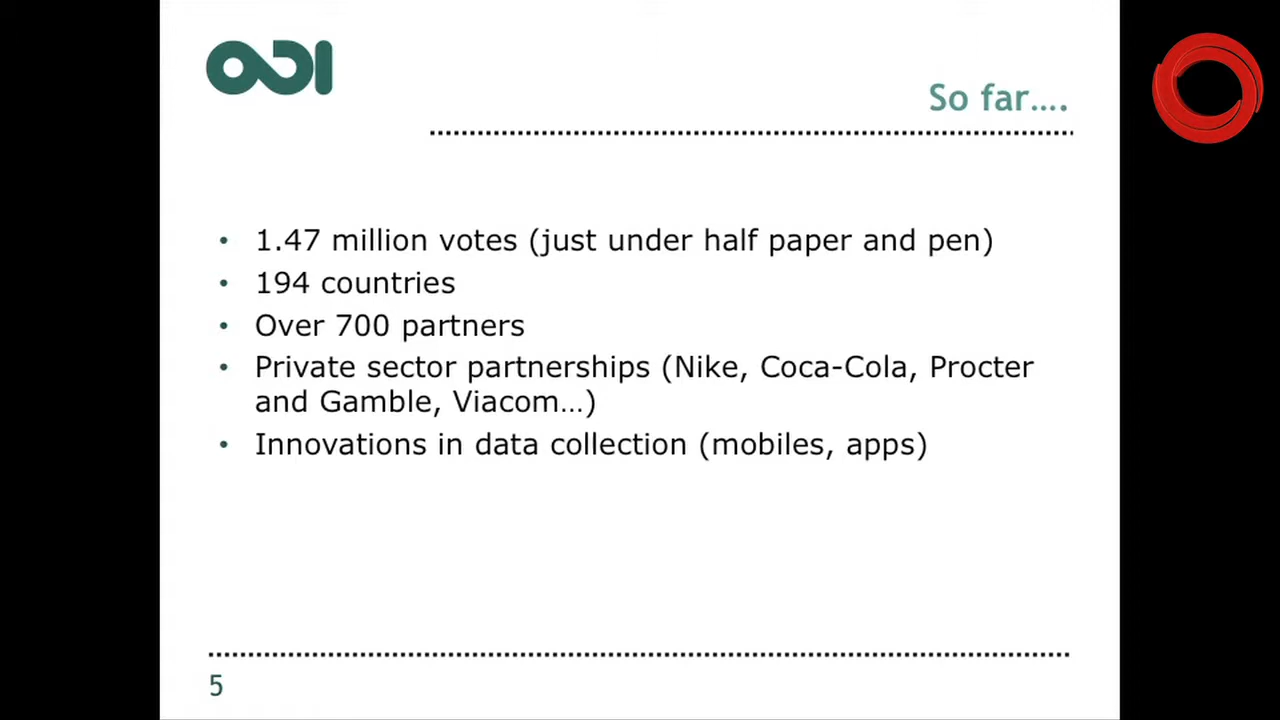 ODI
So far....
• 1.47 million votes (just under half paper and pen)
• 194 countries
• Over 700 partners
• Private sector partnerships (Nike, Coca-Cola, Procter
and Gamble, Viacom…)
• Innovations in data collection (mobiles, apps)
5